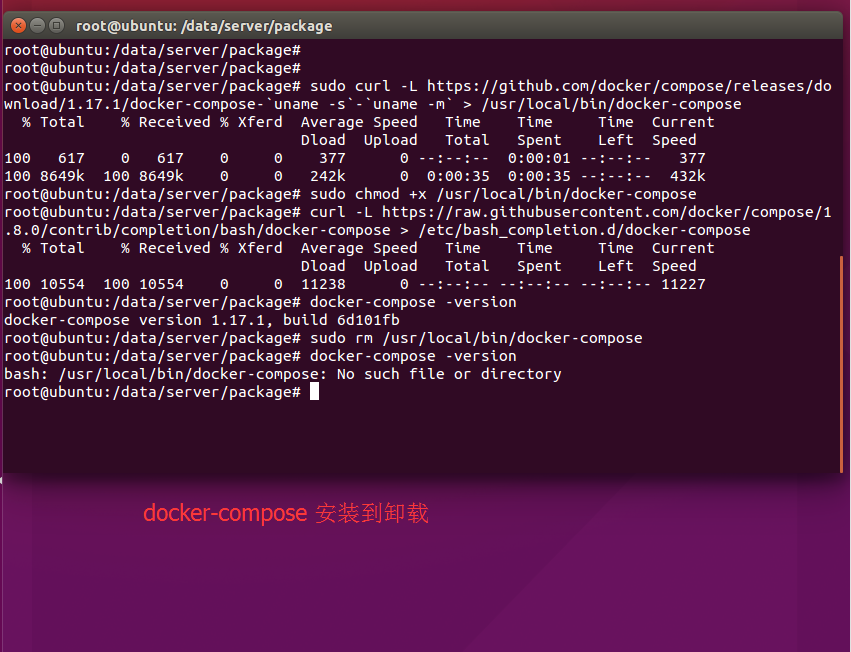 root@ubuntu: /data/server/package
root@ubuntu:/data/server/package#
root@ubuntu:/data/server/package#
root@ubuntu:/data/server/package# sudo curl -L https://github.com/docker/compose/releases/do
wnload/1.17.1/docker-compose-`uname -s`-`uname -m` > /usr/local/bin/docker-compose
  % Total    % Received % Xferd  Average Speed   Time    Time     Time  Current
                                 Dload  Upload   Total   Spent    Left  Speed
100   617    0   617    0     0    377      0 --:--:--  0:00:01 --:--:--   377
100 8649k  100 8649k    0     0   242k      0  0:00:35  0:00:35 --:--:--  432k
root@ubuntu:/data/server/package# sudo chmod +x /usr/local/bin/docker-compose
root@ubuntu:/data/server/package# curl -L https://raw.githubusercontent.com/docker/compose/1
.8.0/contrib/completion/bash/docker-compose > /etc/bash_completion.d/docker-compose
  % Total    % Received % Xferd  Average Speed   Time    Time     Time  Current
                                 Dload  Upload   Total   Spent    Left  Speed
100 10554  100 10554    0     0  11238      0 --:--:-- --:--:-- --:--:-- 11227
root@ubuntu:/data/server/package# docker-compose -version
docker-compose version 1.17.1, build 6d101fb
root@ubuntu:/data/server/package# sudo rm /usr/local/bin/docker-compose
root@ubuntu:/data/server/package# docker-compose -version
bash: /usr/local/bin/docker-compose: No such file or directory
root@ubuntu:/data/server/package#
docker-compose 安装到卸载